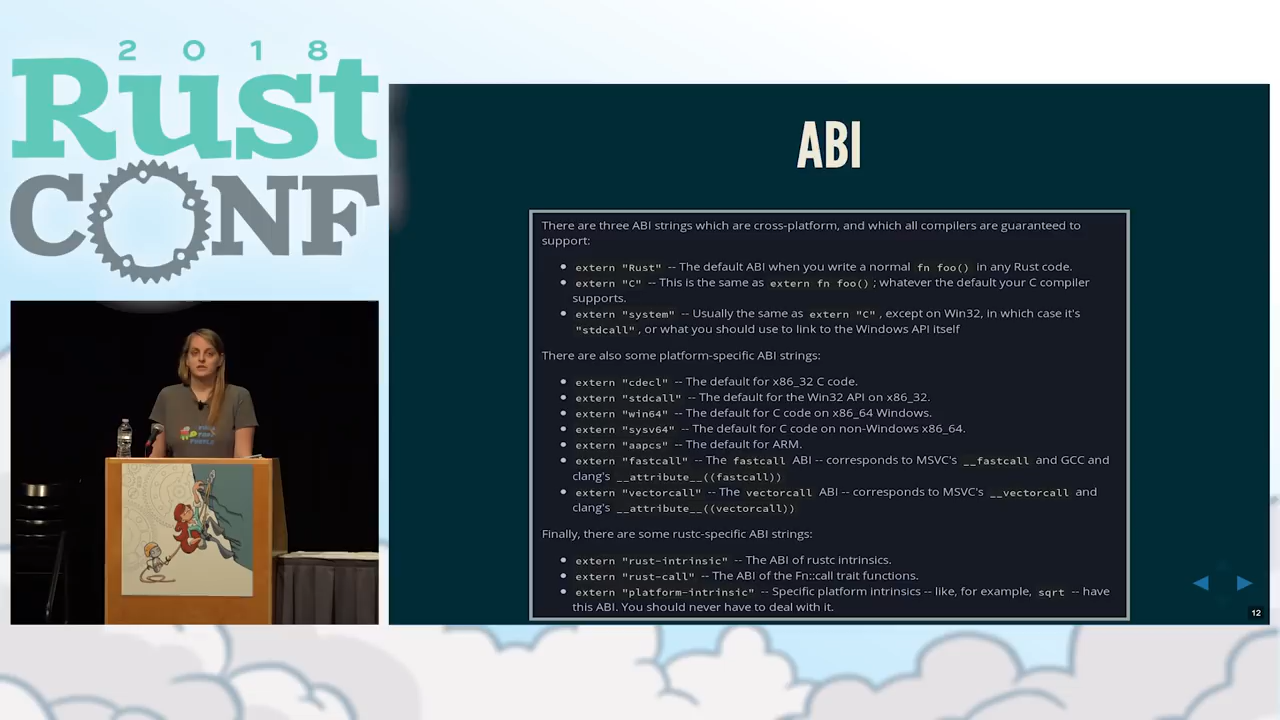 2018
Rust
CONF
ABI
There are three ABI strings which are cross-platform, and which all compilers are guaranteed to
support:
extern "Rust" -- The default ABI when you write a normal fn foo() in any Rust code.
extern "C" -- This is the same as extern fn foo(); whatever the default your C compiler
supports.
extern "system" -- Usually the same as extern "C", except on Win32, in which case it's
"stdcall", or what you should use to link to the Windows API itself
There are also some platform-specific ABI strings:
extern "cdecl" -- The default for x86_32 C code.
extern "stdcall" -- The default for the Win32 API on x86_32.
extern "win64" -- The default for C code on x86_64 Windows.
extern "sysv64" -- The default for C code on non-Windows x86_64.
extern "aapcs" -- The default for ARM.
extern "fastcall" -- The fastcall ABI -- corresponds to MSVC's __fastcall and GCC and
clang's __attribute__((fastcall))
extern "vectorcall" -- The vectorcall ABI -- corresponds to MSVC's __vectorcall and
clang's __attribute__((vectorcall))
Finally, there are some rustc-specific ABI strings:
extern "rust-intrinsic" -- The ABI of rustc intrinsics.
extern "rust-call" -- The ABI of the Fn::call trait functions.
extern "platform-intrinsic" -- Specific platform intrinsics -- like, for example, sqrt -- have
this ABI. You should never have to deal with it.
12